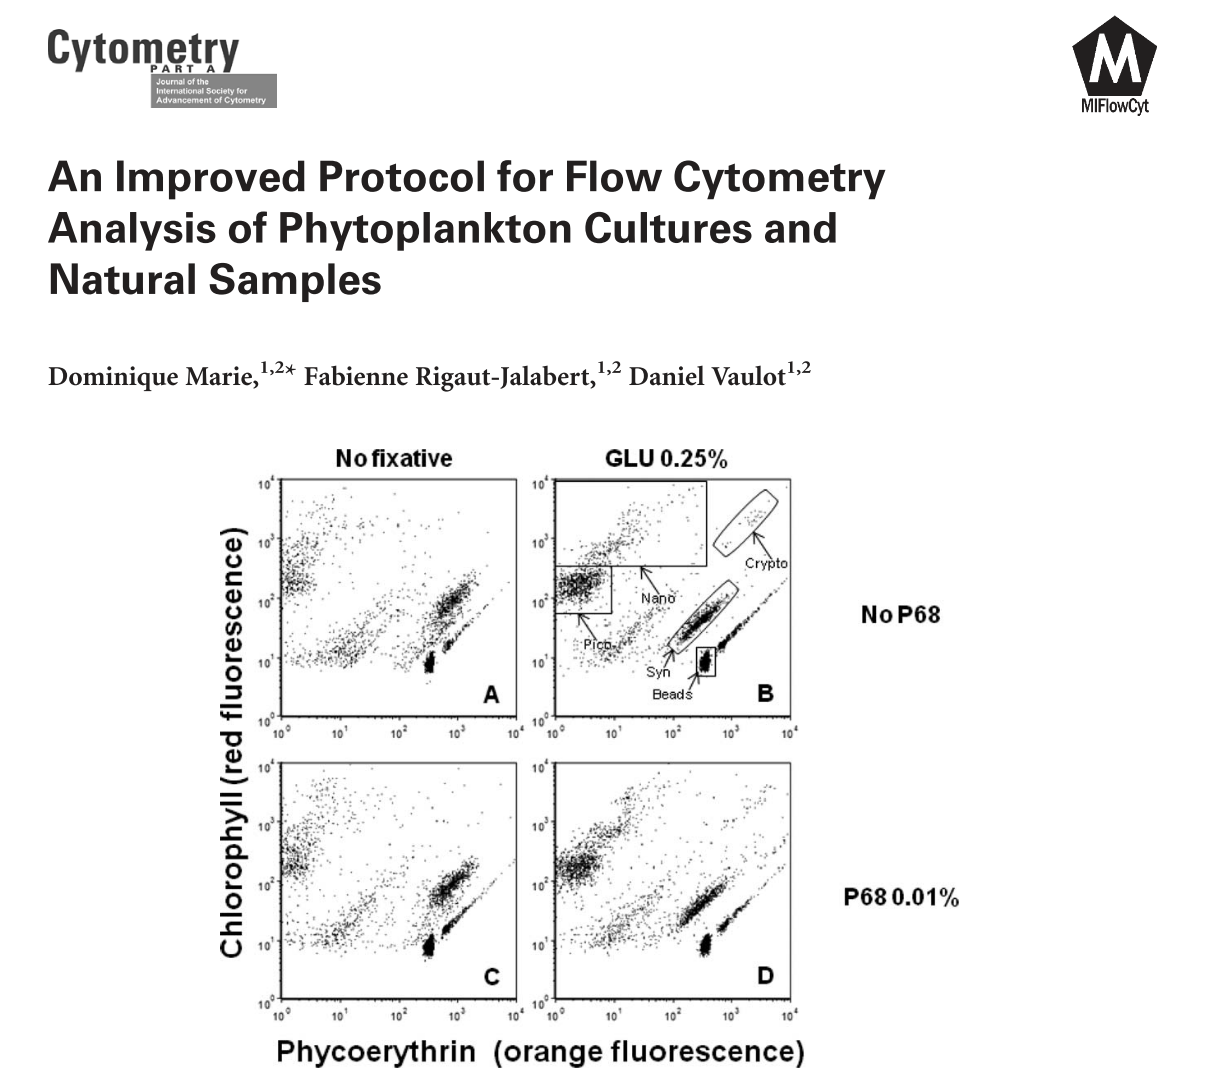 Cytometry
PART A
Journal of the
International Society for
Advancement of Cytometry
M
MIFlowCyt
An Improved Protocol for Flow Cytometry
Analysis of Phytoplankton Cultures and
Natural Samples
Dominique Marie,1,2* Fabienne Rigaut-Jalabert,1,2 Daniel Vaulot1,2
No fixative
GLU 0.25%
Chlorophyll (red fluorescence)
10^4
10^3
10^2
10^1
10^0
10^0 10^1 10^2 10^3 10^4
A
10^4
10^3
10^2
10^1
10^0
10^0 10^1 10^2 10^3 10^4
Crypto
Nano
Pico
Syn
Beads
B
No P68
10^4
10^3
10^2
10^1
10^0
10^0 10^1 10^2 10^3 10^4
C
10^4
10^3
10^2
10^1
10^0
10^0 10^1 10^2 10^3 10^4
D
P68 0.01%
Phycoerythrin (orange fluorescence)